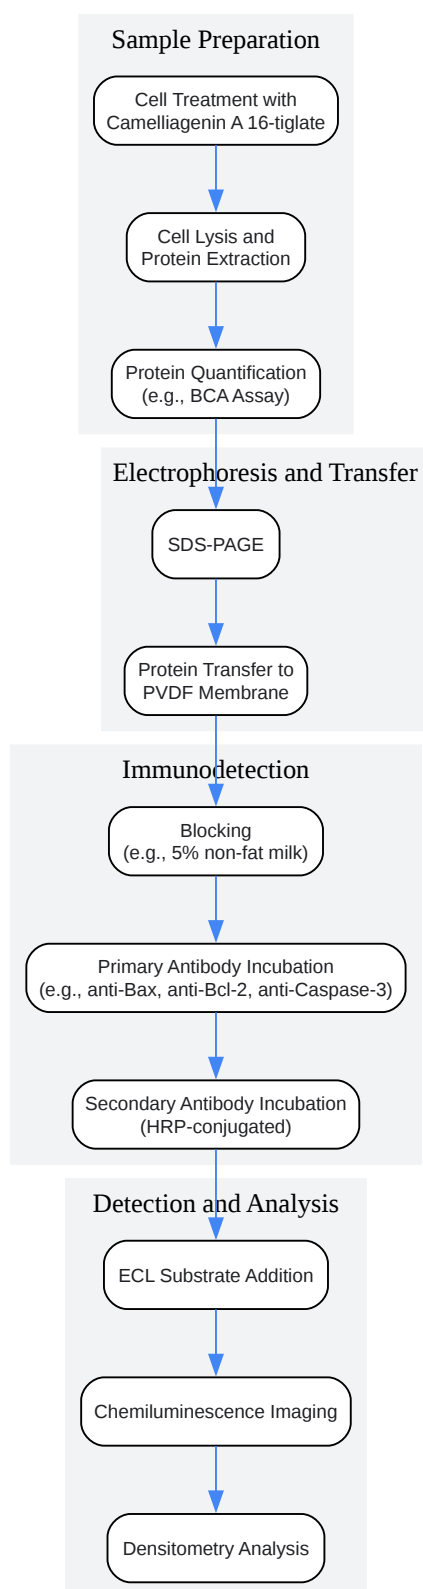 Sample Preparation
Cell Treatment with
Camelliagenin A 16-tiglate
Cell Lysis and
Protein Extraction
Protein Quantification
(e.g., BCA Assay)
Electrophoresis and Transfer
SDS-PAGE
Protein Transfer to
PVDF Membrane
Immunodetection
Blocking
(e.g., 5% non-fat milk)
Primary Antibody Incubation
(e.g., anti-Bax, anti-Bcl-2, anti-Caspase-3)
Secondary Antibody Incubation
(HRP-conjugated)
Detection and Analysis
ECL Substrate Addition
Chemiluminescence Imaging
Densitometry Analysis